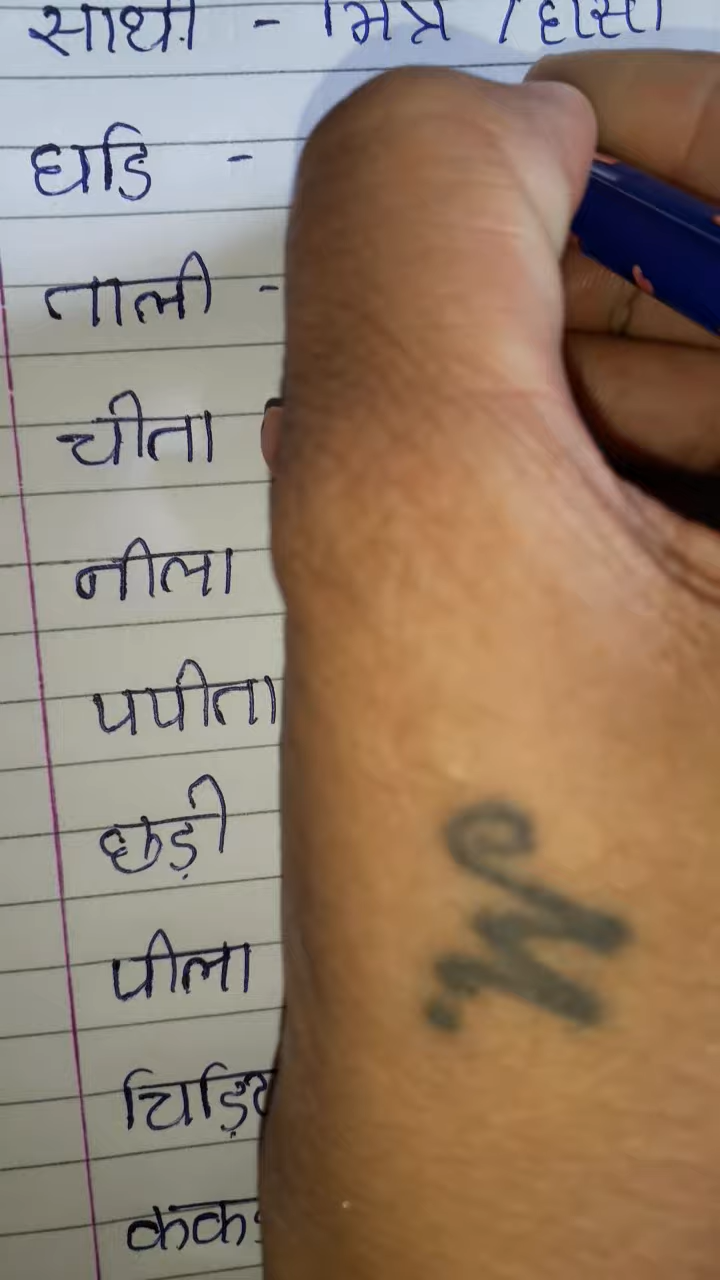 साथी - मित्र / दोस्त
घडि -
ताली -
चीता
नीला
पपीता
छड़ी
पीला
M